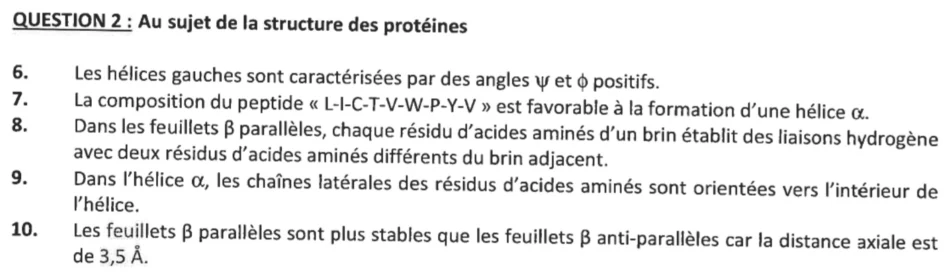 QUESTION 2 : Au sujet de la structure des protéines
6. Les hélices gauches sont caractérisées par des angles ψ et ϕ positifs.
7. La composition du peptide « L-I-C-T-V-W-P-Y-V » est favorable à la formation d'une hélice α.
8. Dans les feuillets β parallèles, chaque résidu d'acides aminés d'un brin établit des liaisons hydrogène
avec deux résidus d'acides aminés différents du brin adjacent.
9. Dans l'hélice α, les chaînes latérales des résidus d'acides aminés sont orientées vers l'intérieur de
l'hélice.
10. Les feuillets β parallèles sont plus stables que les feuillets β anti-parallèles car la distance axiale est
de 3,5 Å.